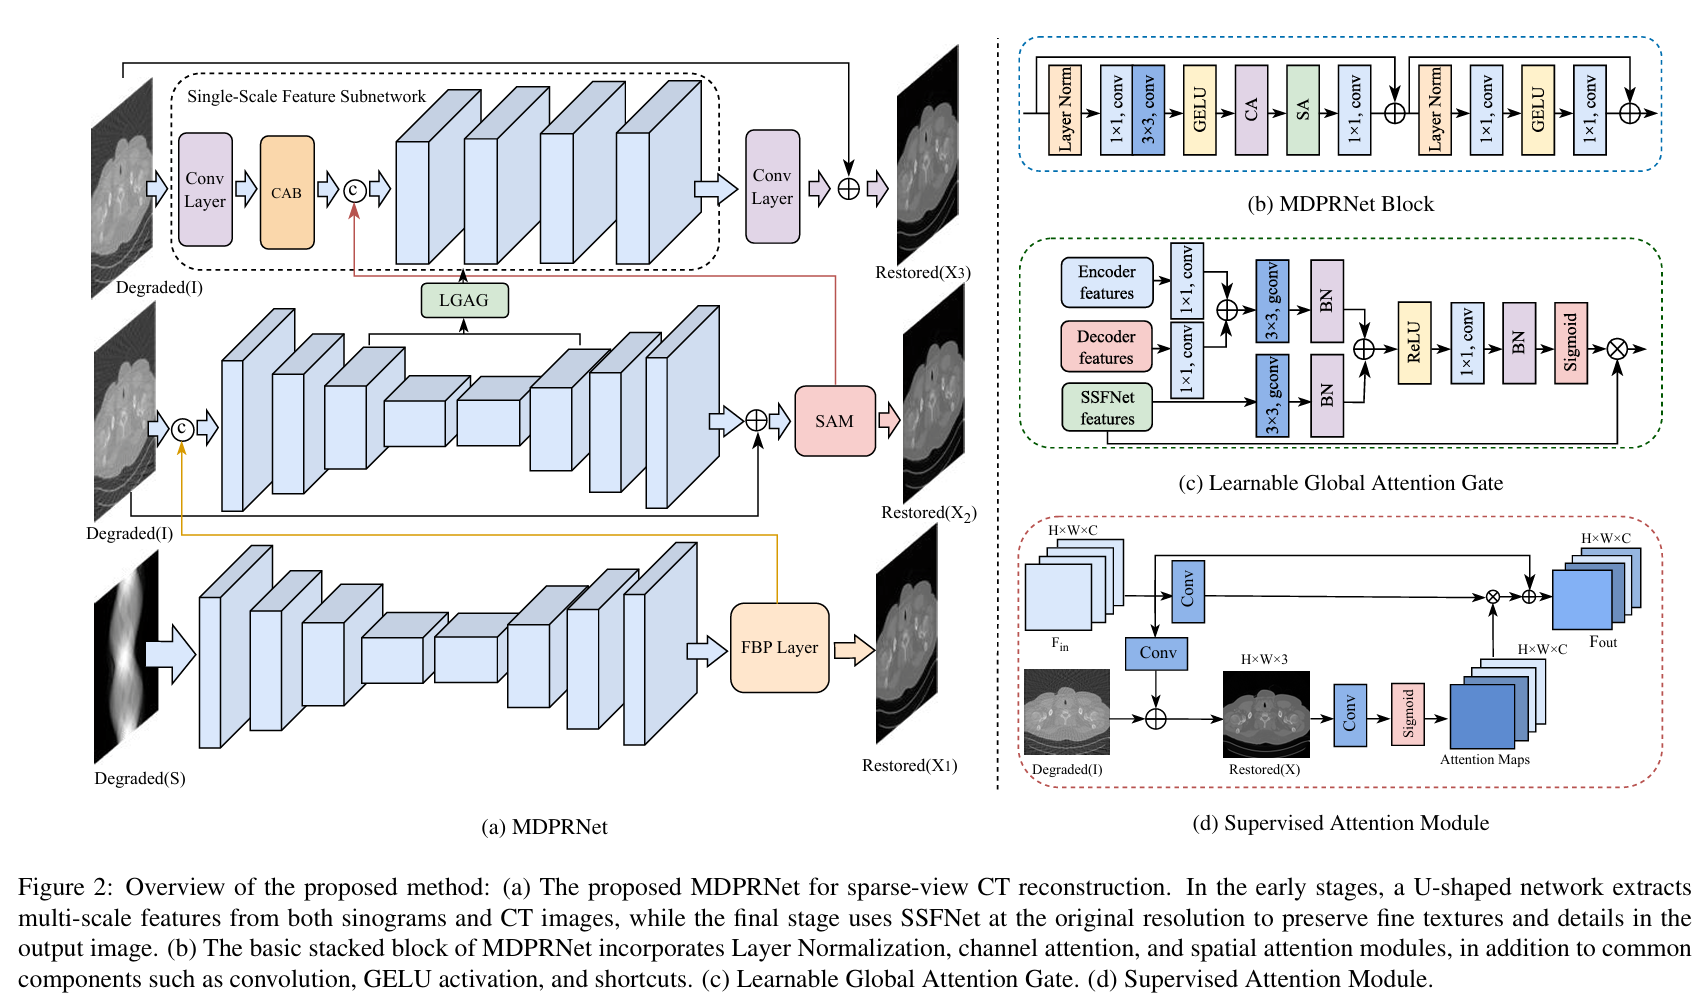 Single-Scale Feature Subnetwork
Conv
Layer
CAB
c
Conv
Layer
Degraded(I)
Restored(X3)
LGAG
c
SAM
Degraded(I)
Restored(X2)
FBP Layer
Degraded(S)
Restored(X1)
(a) MDPRNet
Layer Norm
1×1, conv
3×3, conv
GELU
CA
SA
1×1, conv
Layer Norm
1×1, conv
GELU
1×1, conv
(b) MDPRNet Block
Encoder
features
1×1, conv
Decoder
features
1×1, conv
SSFNet
features
3×3, gconv
BN
3×3, gconv
BN
ReLU
1×1, conv
BN
Sigmoid
(c) Learnable Global Attention Gate
H×W×C
Fin
Conv
Conv
H×W×C
Fout
H×W×C
H×W×3
Degraded(I)
Restored(X)
Conv
Sigmoid
Attention Maps
(d) Supervised Attention Module
Figure 2: Overview of the proposed method: (a) The proposed MDPRNet for sparse-view CT reconstruction. In the early stages, a U-shaped network extracts
multi-scale features from both sinograms and CT images, while the final stage uses SSFNet at the original resolution to preserve fine textures and details in the
output image. (b) The basic stacked block of MDPRNet incorporates Layer Normalization, channel attention, and spatial attention modules, in addition to common
components such as convolution, GELU activation, and shortcuts. (c) Learnable Global Attention Gate. (d) Supervised Attention Module.